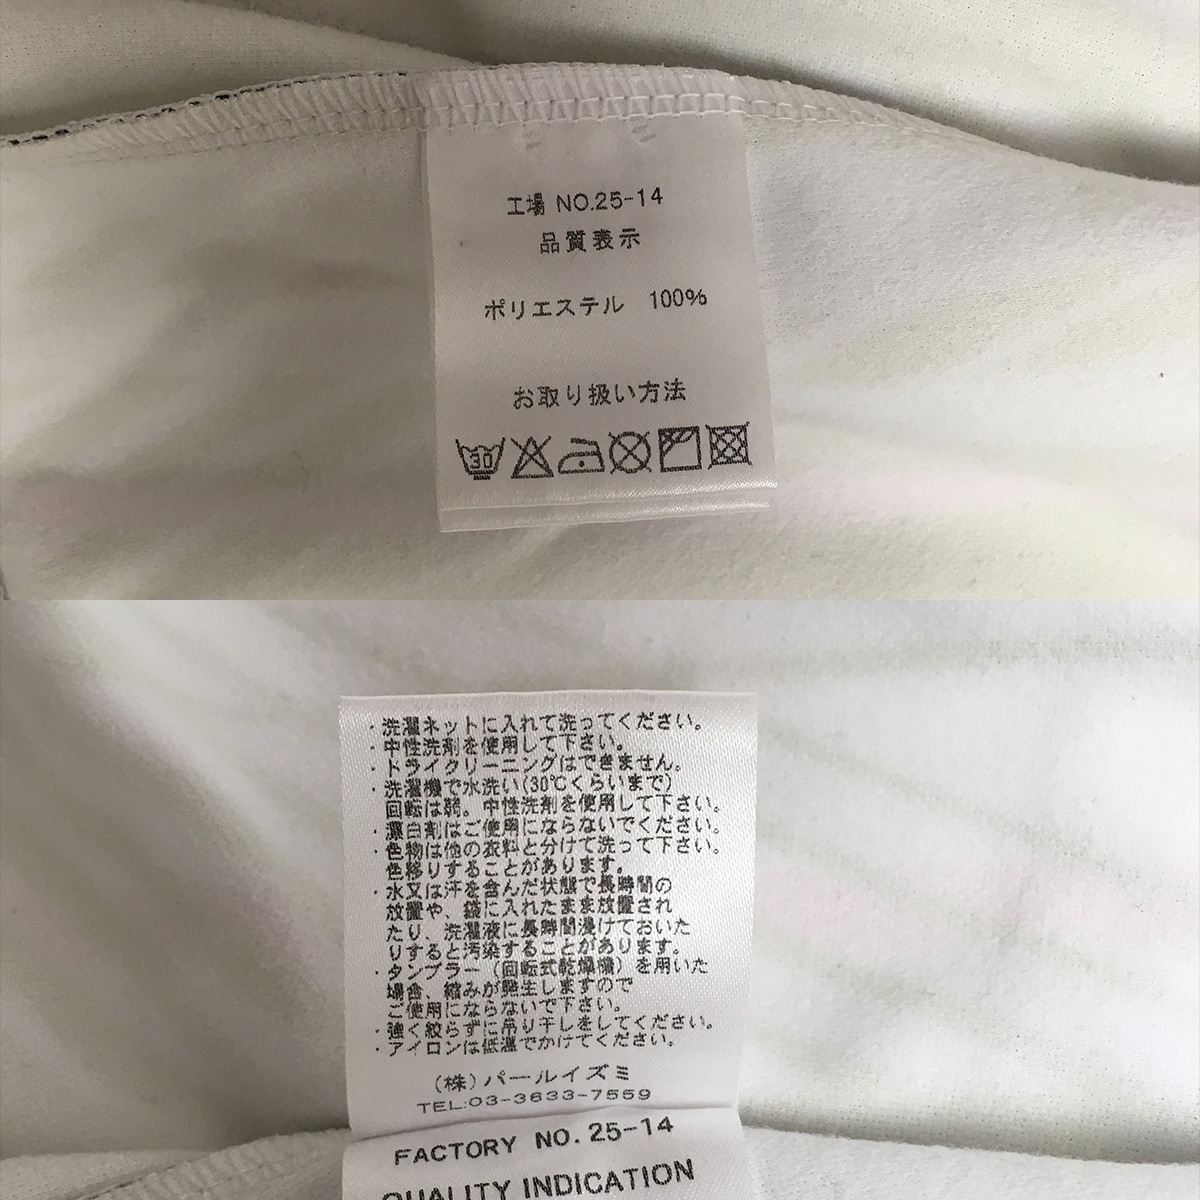 工場 NO.25-14
品質表示
ポリエステル 100%
お取り扱い方法
30
・洗濯ネットに入れて洗ってください。
・中性洗剤を使用して下さい。
・ドライクリーニングはできません。
・洗濯機で水洗い(30℃くらいまで)
回転は弱。中性洗剤を使用して下さい。
・漂白剤はご使用にならないでください。
・色物は他の衣料と分けて洗って下さい。
色移りすることがあります。
・水又は汗を含んだ状態で長時間の
放置や、袋に入れたまま放置され
たり、洗濯液に長時間浸けておいた
りすると汚染することがあります。
・タンブラー(回転式乾燥機)を用いた
場合、縮みが発生しますので
ご使用にならないで下さい。
・強く絞らずに吊り干しをしてください。
・アイロンは低温でかけてください。
(株)パールイズミ
TEL:03-3633-7559
FACTORY NO.25-14
QUALITY INDICATION